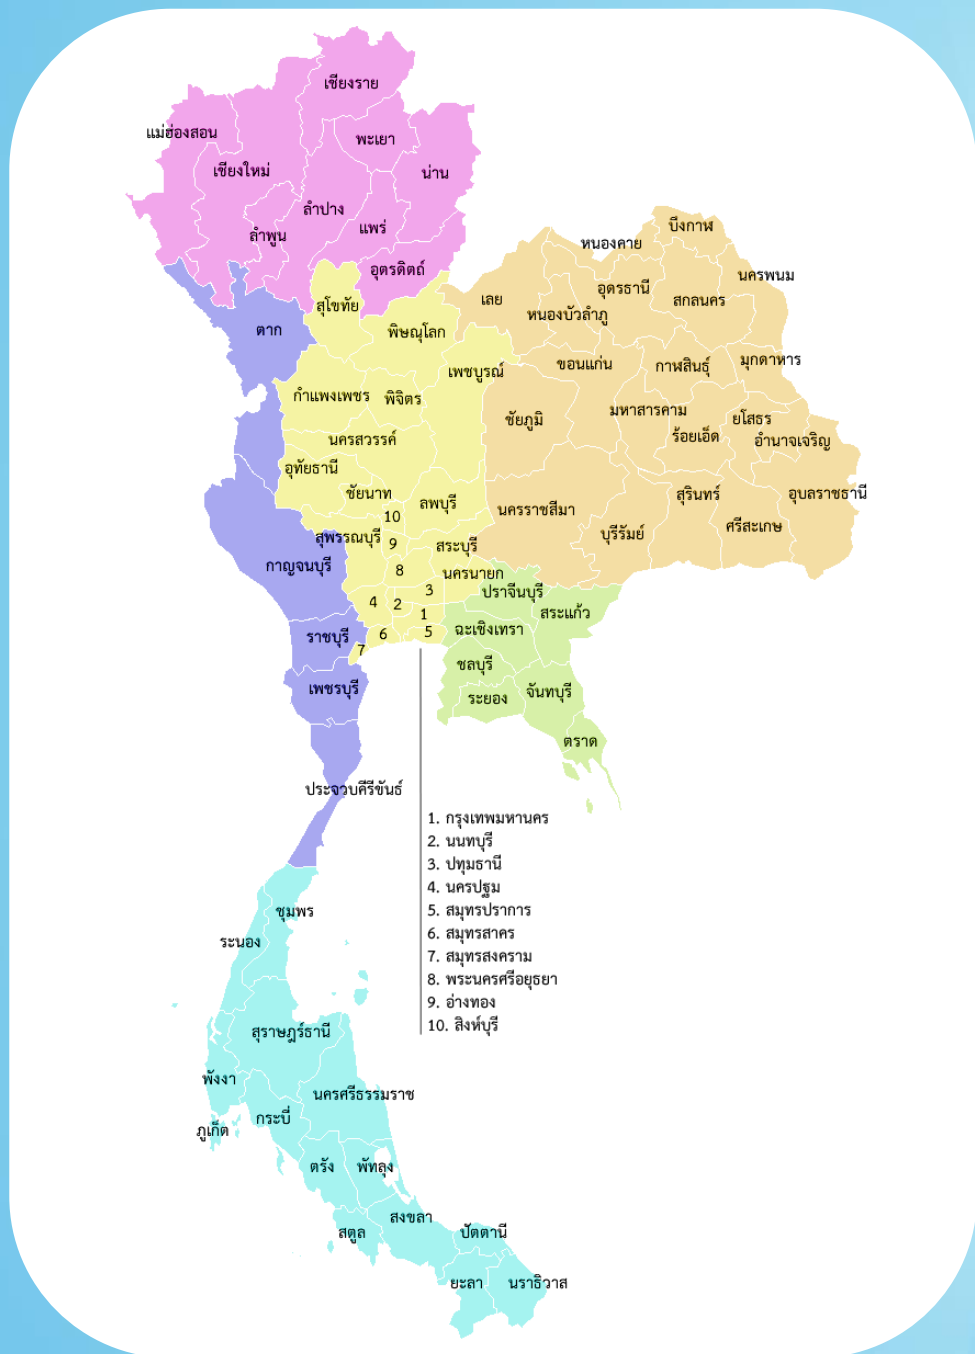 เชียงราย
แม่ฮ่องสอน
พะเยา
เชียงใหม่
น่าน
ลำปาง
แพร่
ลำพูน
อุตรดิตถ์
บึงกาฬ
หนองคาย
นครพนม
อุดรธานี
เลย
สกลนคร
สุโขทัย
หนองบัวลำภู
ตาก
พิษณุโลก
มุกดาหาร
ขอนแก่น
กาฬสินธุ์
เพชบูรณ์
กำแพงเพชร
พิจิตร
มหาสารคาม
ชัยภูมิ
ยโสธร
ร้อยเอ็ด
อำนาจเจริญ
นครสวรรค์
อุทัยธานี
ชัยนาท
สุรินทร์
อุบลราชธานี
ลพบุรี
นครราชสีมา
10
ศรีสะเกษ
บุรีรัมย์
สุพรรณบุรี
9
สระบุรี
กาญจนบุรี
8
นครนายก
3
ปราจีนบุรี
4
2
1
สระแก้ว
ฉะเชิงเทรา
ราชบุรี
6
5
7
ชลบุรี
เพชรบุรี
ระยอง
จันทบุรี
ตราด
ประจวบคีรีขันธ์
1. กรุงเทพมหานคร
2. นนทบุรี
3. ปทุมธานี
4. นครปฐม
5. สมุทรปราการ
6. สมุทรสาคร
7. สมุทรสงคราม
8. พระนครศรีอยุธยา
9. อ่างทอง
10. สิงห์บุรี
ชุมพร
ระนอง
สุราษฎร์ธานี
พังงา
นครศรีธรรมราช
กระบี่
ภูเก็ต
ตรัง
พัทลุง
สงขลา
สตูล
ปัตตานี
ยะลา
นราธิวาส